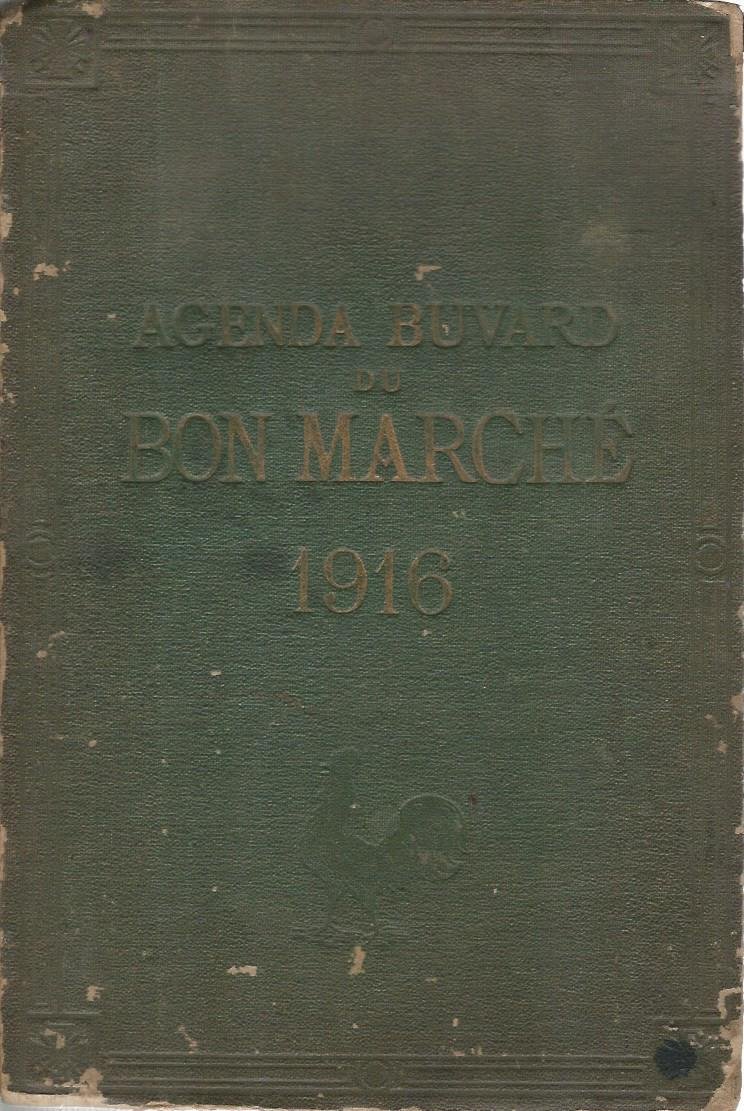 AGENDA BUVARD
DU
BON MARCHÉ
1916